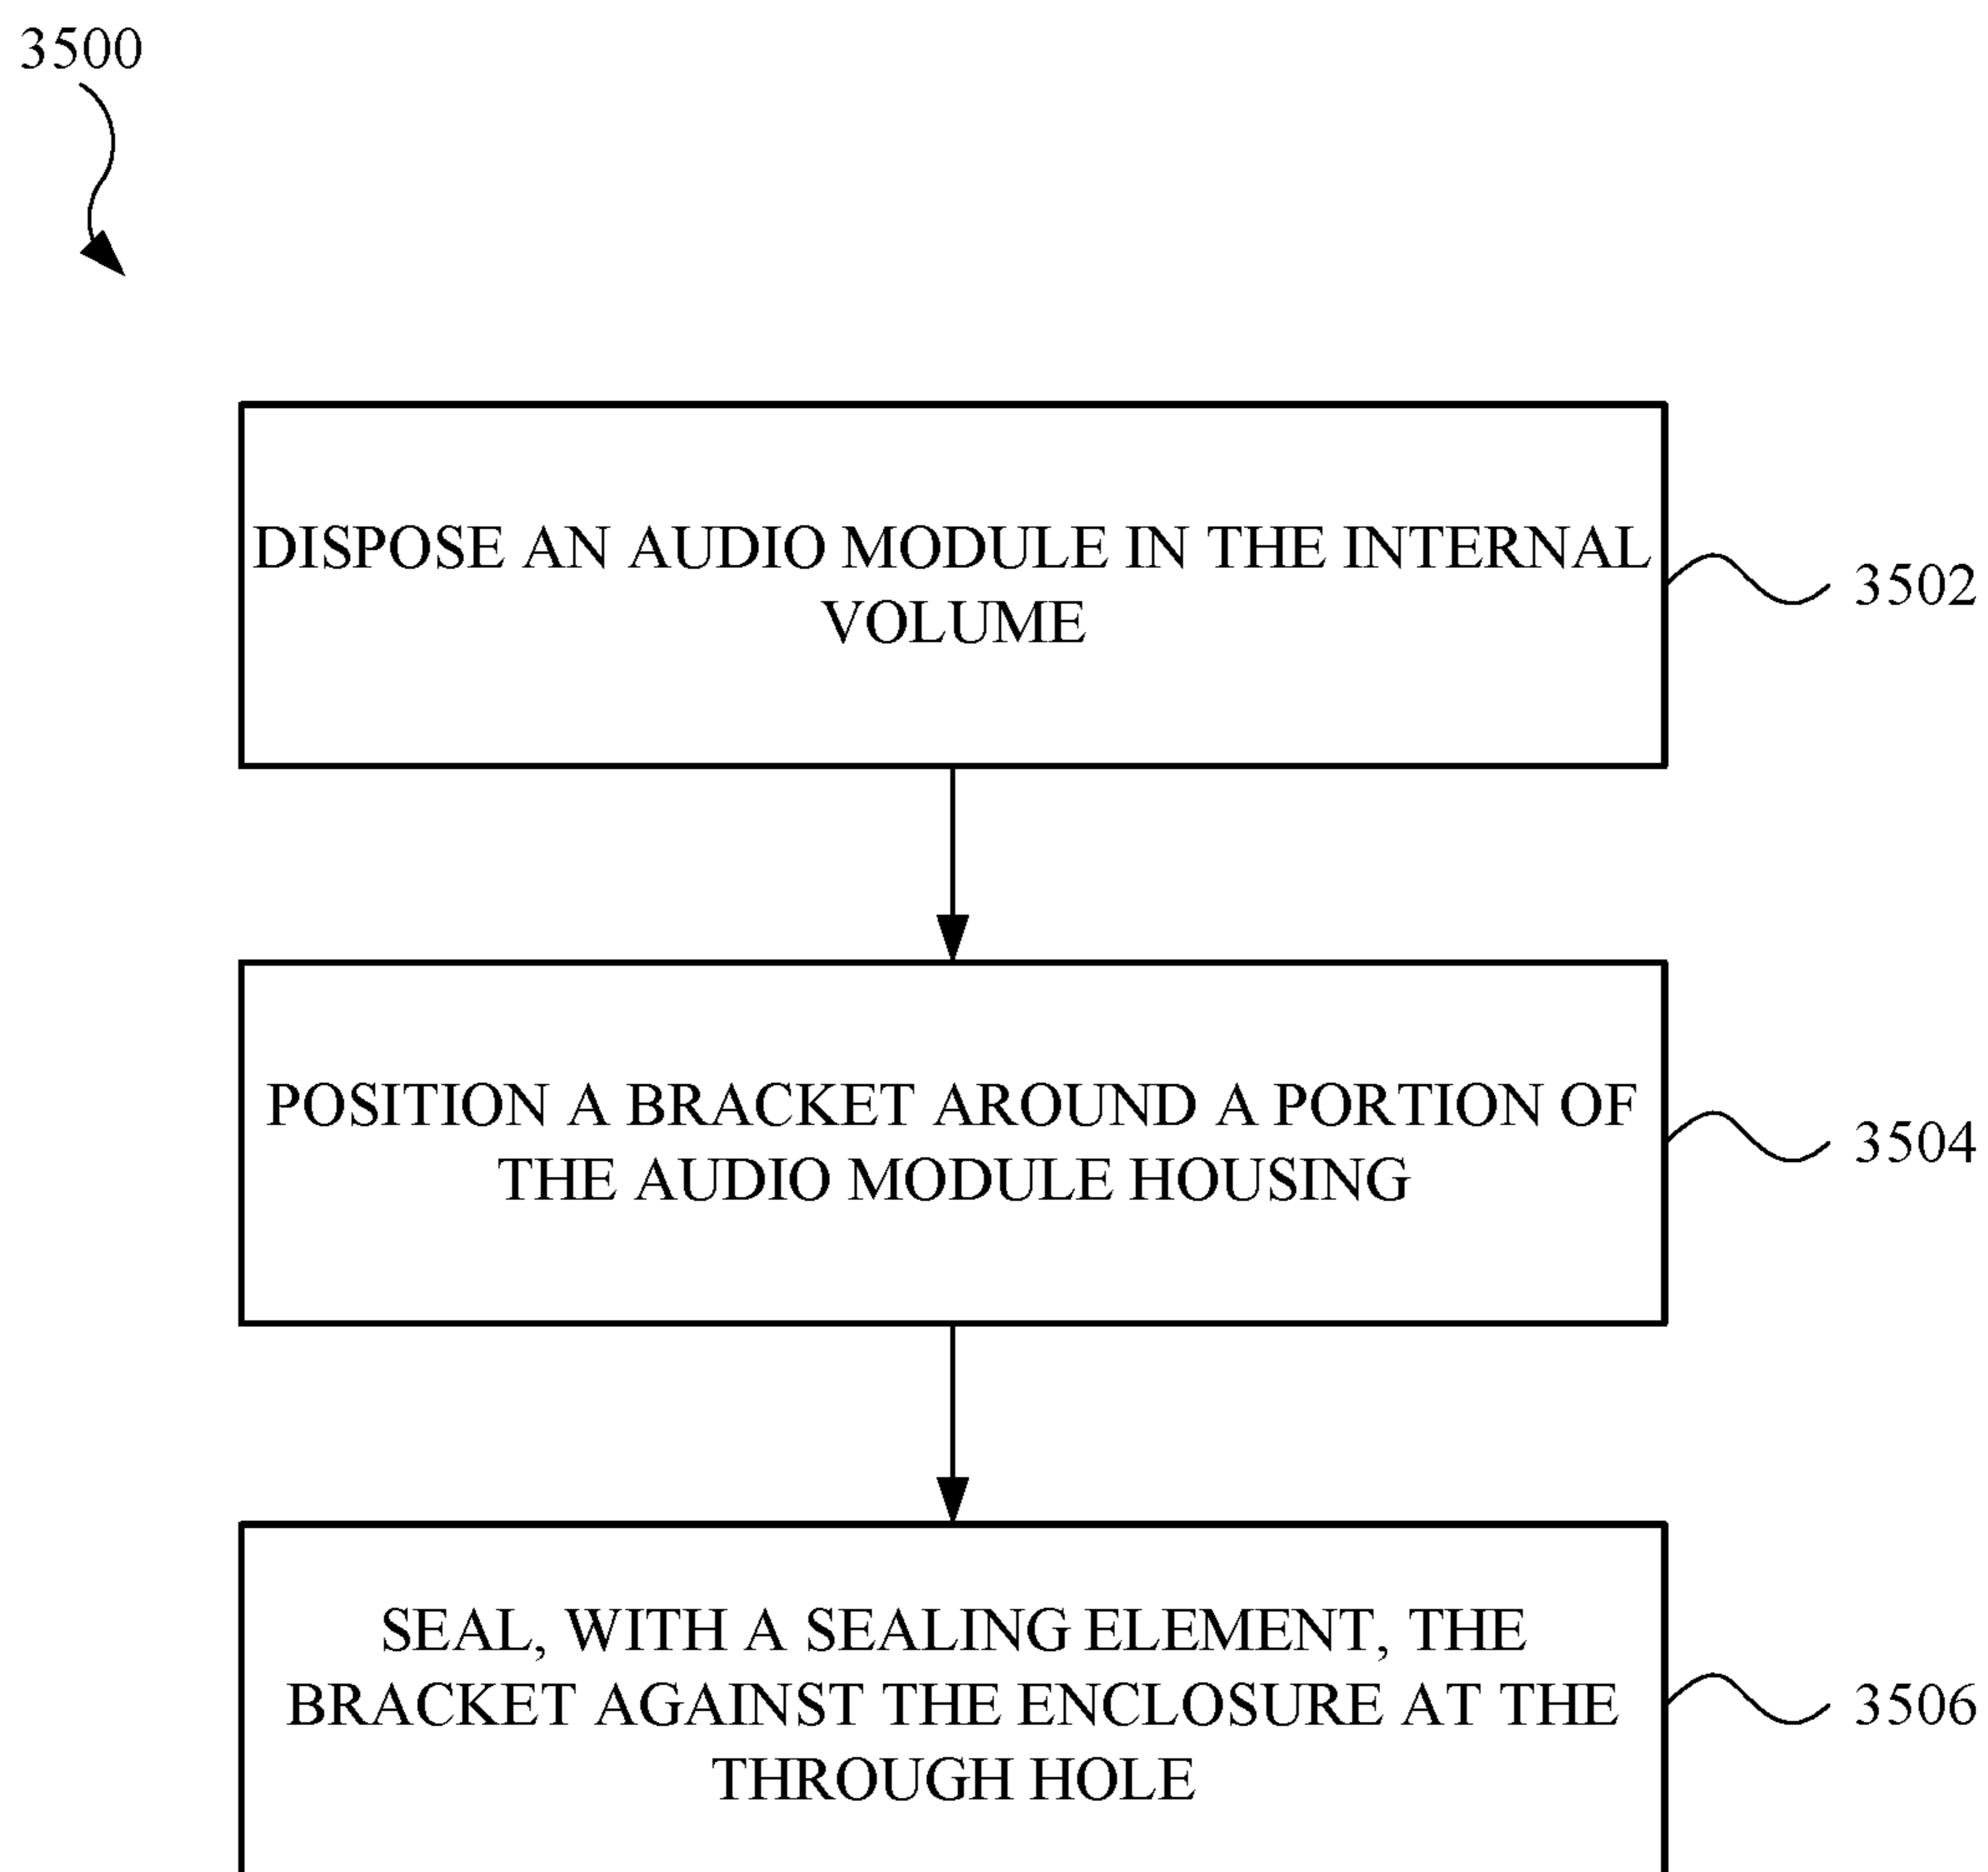 3500
DISPOSE AN AUDIO MODULE IN THE INTERNAL
VOLUME
3502
POSITION A BRACKET AROUND A PORTION OF
THE AUDIO MODULE HOUSING
3504
SEAL, WITH A SEALING ELEMENT, THE
BRACKET AGAINST THE ENCLOSURE AT THE
THROUGH HOLE
3506